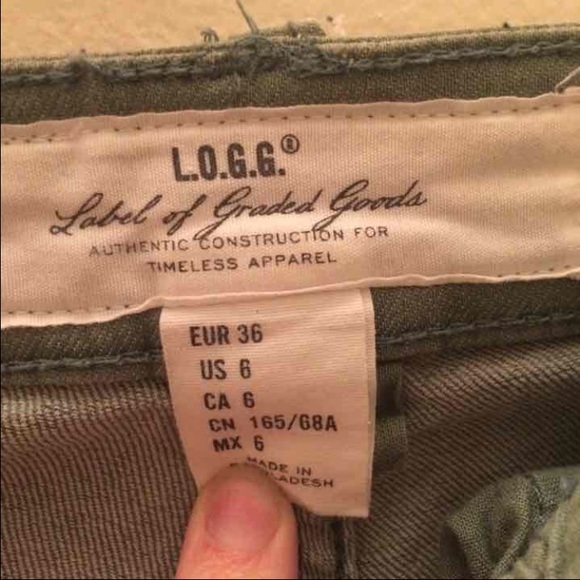 L.O.G.G.®
Label of Graded Goods
AUTHENTIC CONSTRUCTION FOR
TIMELESS APPAREL
EUR 36
US 6
CA 6
CN 165/68A
MX 6
MADE IN
LADESH